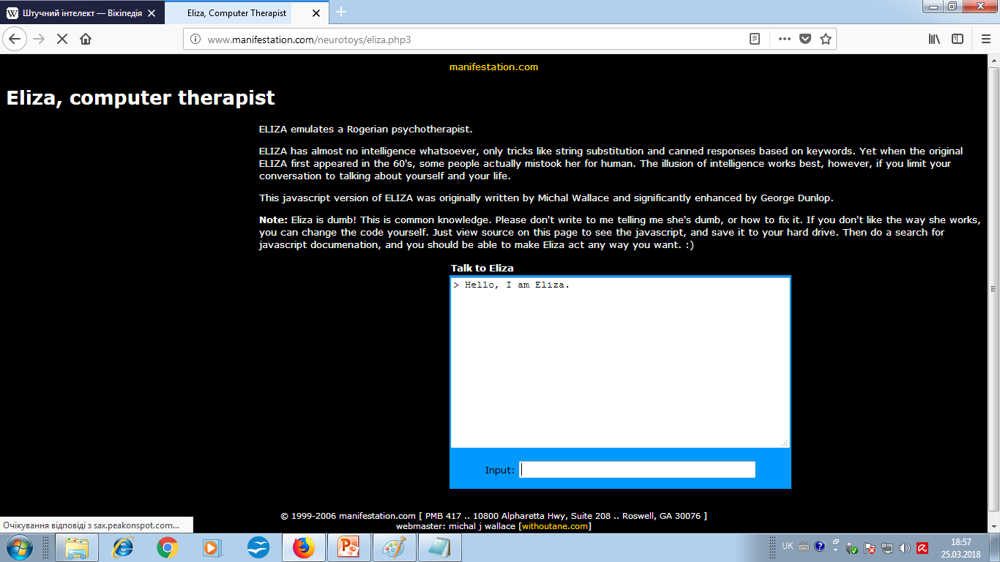 Штучний інтелект — Вікіпедія
Eliza, Computer Therapist
www.manifestation.com/neurotoys/eliza.php3
manifestation.com
Eliza, computer therapist
ELIZA emulates a Rogerian psychotherapist.
ELIZA has almost no intelligence whatsoever, only tricks like string substitution and canned responses based on keywords. Yet when the original
ELIZA first appeared in the 60's, some people actually mistook her for human. The illusion of intelligence works best, however, if you limit your
conversation to talking about yourself and your life.
This javascript version of ELIZA was originally written by Michal Wallace and significantly enhanced by George Dunlop.
Note: Eliza is dumb! This is common knowledge. Please don't write to me telling me she's dumb, or how to fix it. If you don't like the way she works,
you can change the code yourself. Just view source on this page to see the javascript, and save it to your hard drive. Then do a search for
javascript documenation, and you should be able to make Eliza act any way you want. :)
Talk to Eliza
> Hello, I am Eliza.
Input:
© 1999-2006 manifestation.com [ PMB 417 .. 10800 Alpharetta Hwy, Suite 208 .. Roswell, GA 30076 ]
webmaster: michal j wallace [withoutane.com]
Очікування відповіді з sax.peakonspot.com...
UK
18:57
25.03.2018